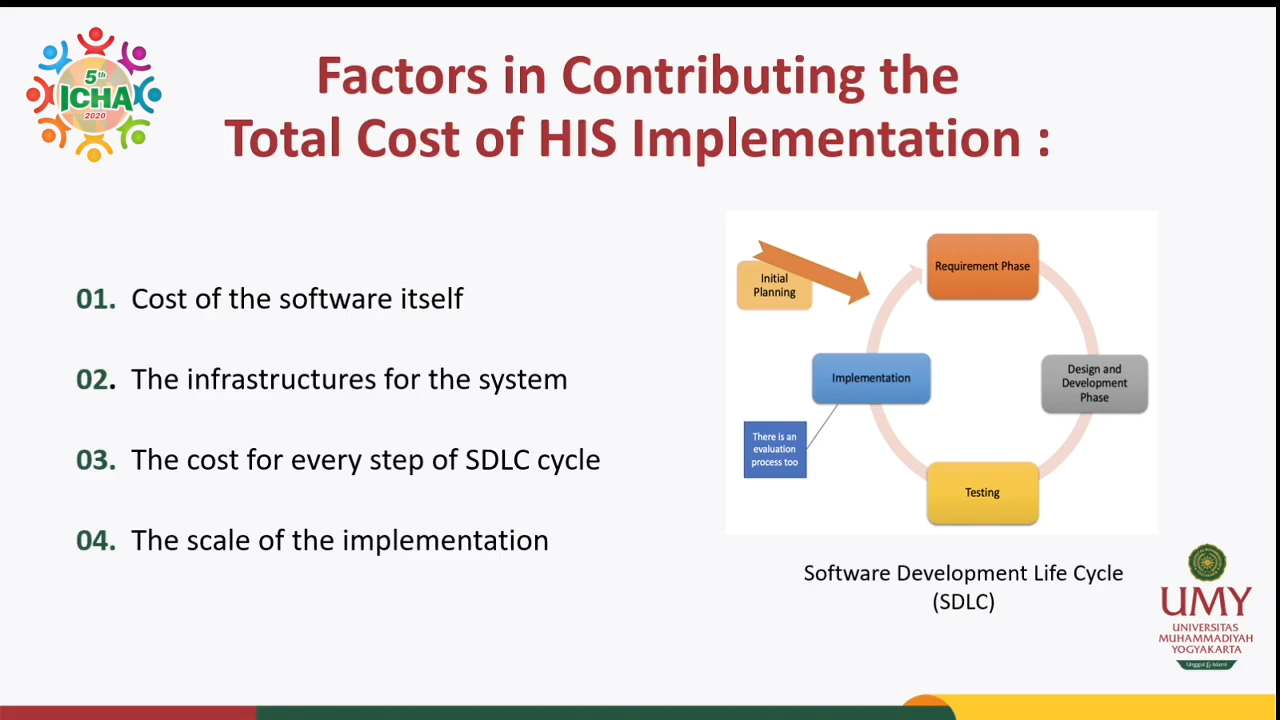 5th
ICHA
2020
Factors in Contributing the
Total Cost of HIS Implementation :
01. Cost of the software itself
02. The infrastructures for the system
03. The cost for every step of SDLC cycle
04. The scale of the implementation
Initial
Planning
Requirement Phase
Implementation
Design and
Development
Phase
There is an
evaluation
process too
Testing
Software Development Life Cycle
(SDLC)
UMY
UNIVERSITAS
MUHAMMADIYAH
YOGYAKARTA
Unggul & Islami